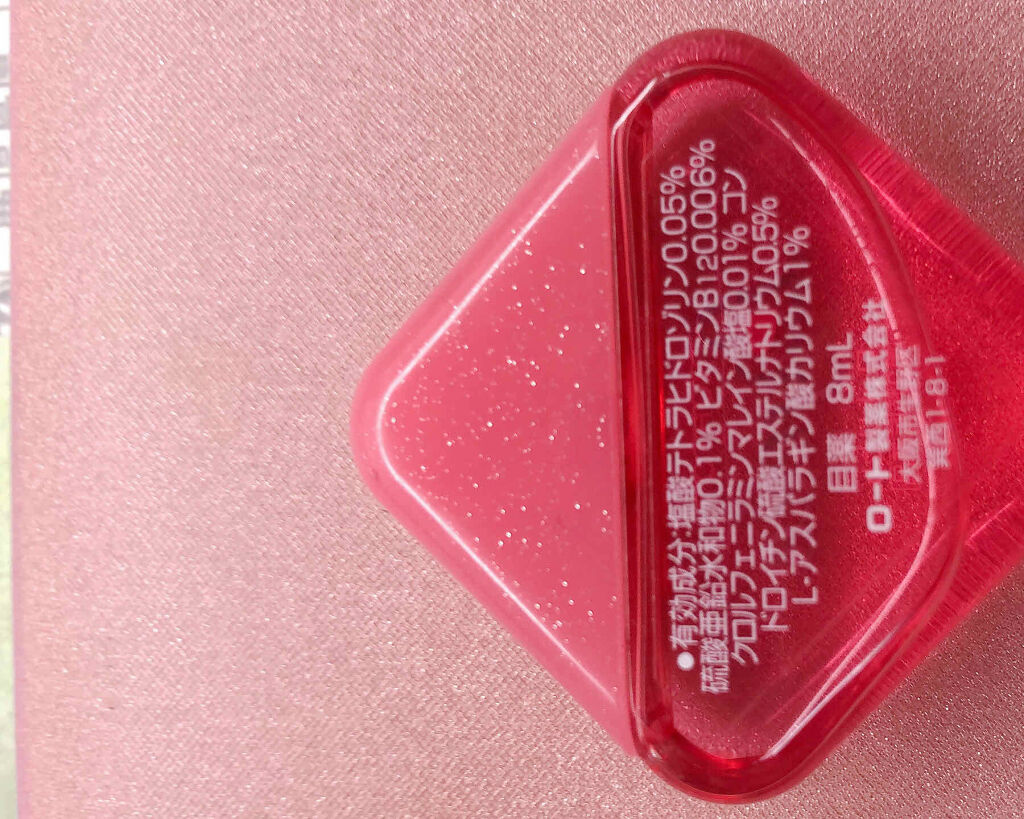 ●有効成分:塩酸テトラヒドロゾリン0.05%
硫酸亜鉛水和物0.1% ビタミンB12 0.006%
クロルフェニラミンマレイン酸塩0.01% コン
ドロイチン硫酸エステルナトリウム0.5%
L-アスパラギン酸カリウム1%
目薬 8mL
ロート製薬株式会社
大阪市生野区
巽西1-8-1